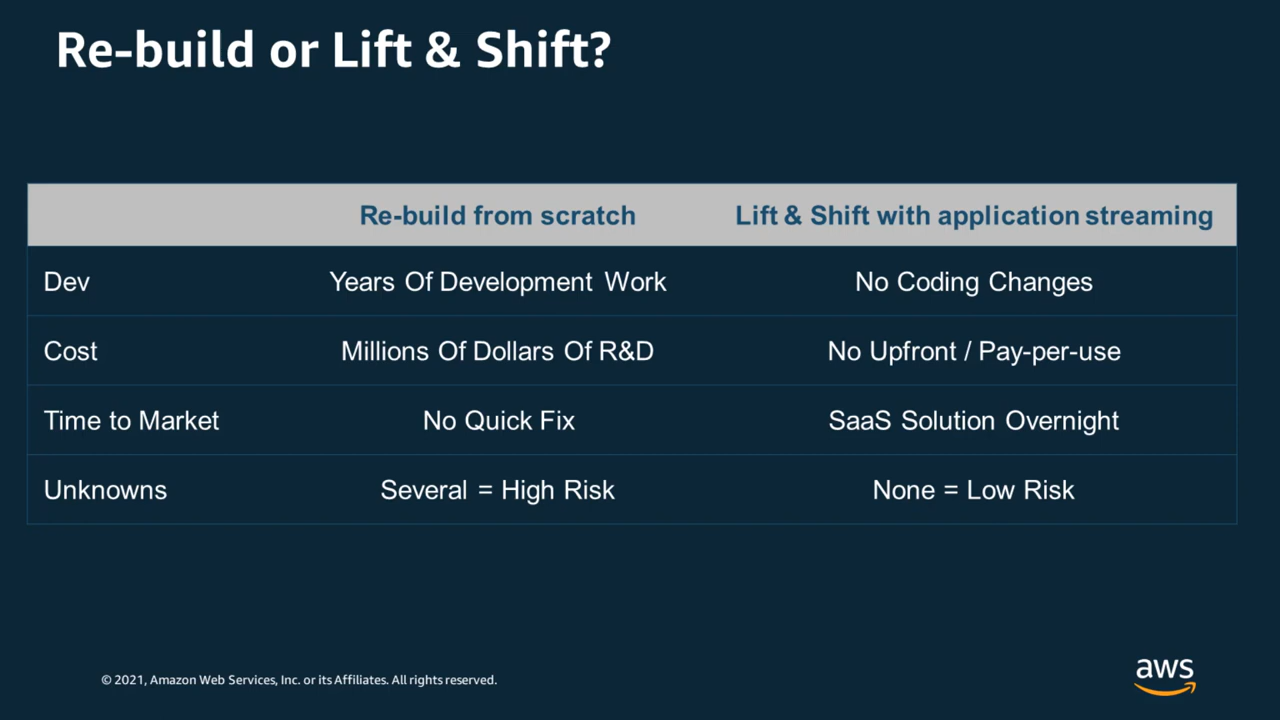 Re-build or Lift & Shift?
Re-build from scratch Lift & Shift with application streaming
Dev Years Of Development Work No Coding Changes
Cost Millions Of Dollars Of R&D No Upfront / Pay-per-use
Time to Market No Quick Fix SaaS Solution Overnight
Unknowns Several = High Risk None = Low Risk
© 2021, Amazon Web Services, Inc. or its Affiliates. All rights reserved.
aws